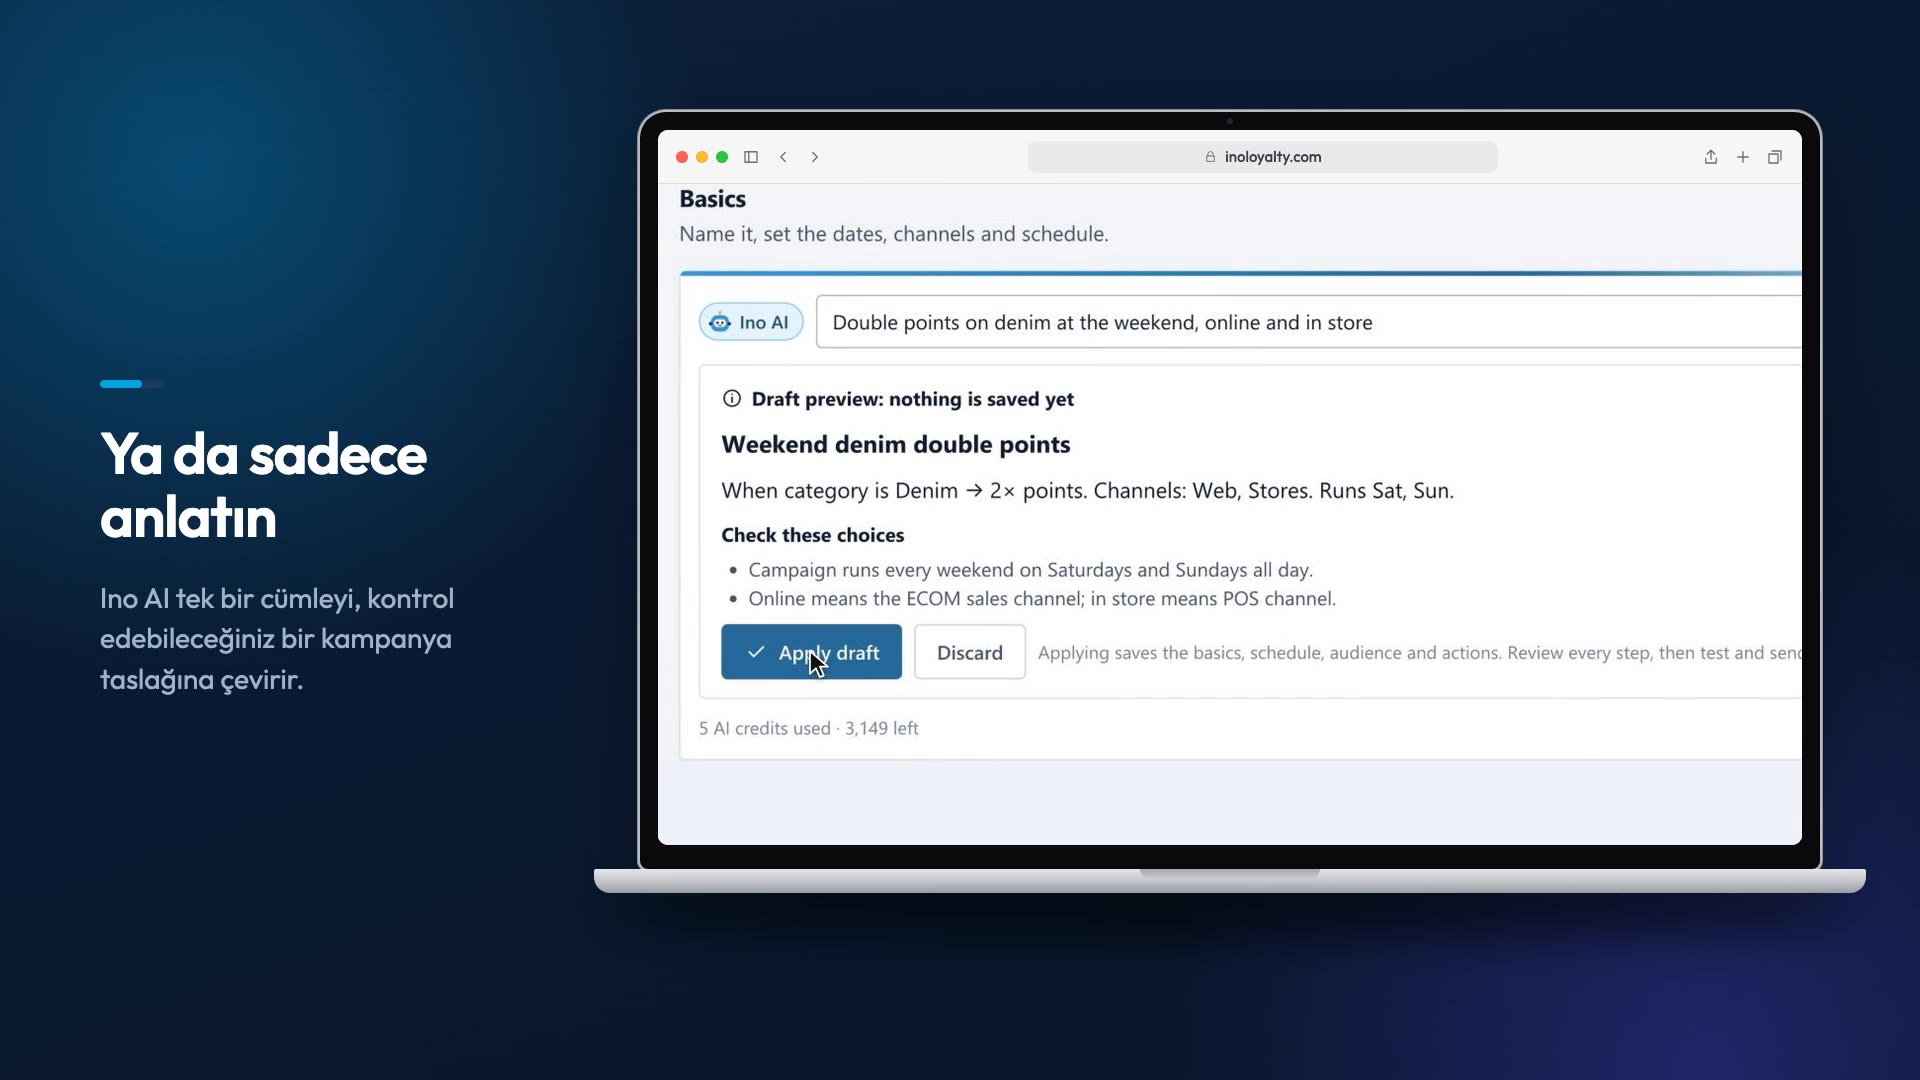 Ya da sadece
anlatın
Ino AI tek bir cümleyi, kontrol
edebileceğiniz bir kampanya
taslağına çevirir.
inoloyalty.com
Basics
Name it, set the dates, channels and schedule.
Ino AI
Double points on denim at the weekend, online and in store
Draft preview: nothing is saved yet
Weekend denim double points
When category is Denim → 2× points. Channels: Web, Stores. Runs Sat, Sun.
Check these choices
• Campaign runs every weekend on Saturdays and Sundays all day.
• Online means the ECOM sales channel; in store means POS channel.
Apply draft
Discard
Applying saves the basics, schedule, audience and actions. Review every step, then test and send
5 AI credits used · 3,149 left